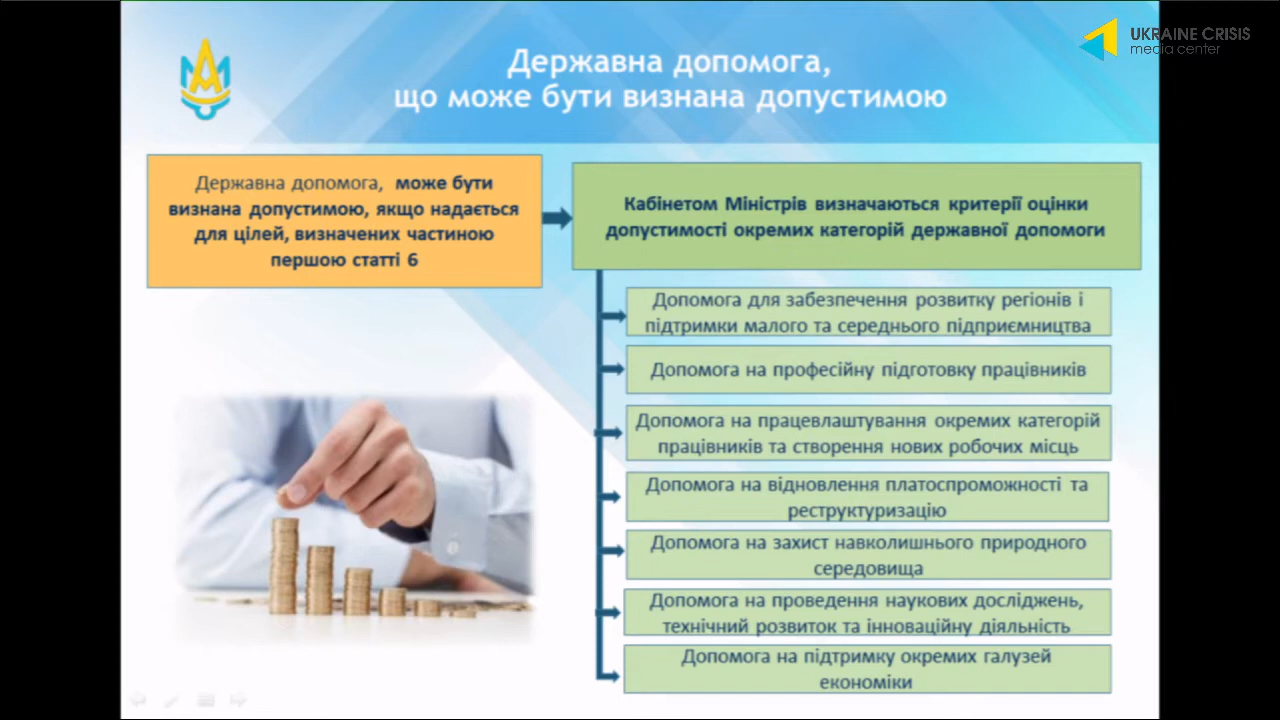 UKRAINE CRISIS
media center
Державна допомога,
що може бути визнана допустимою
Державна допомога, може бути
визнана допустимою, якщо надається
для цілей, визначених частиною
першою статті 6
Кабінетом Міністрів визначаються критерії оцінки
допустимості окремих категорій державної допомоги
Допомога для забезпечення розвитку регіонів і
підтримки малого та середнього підприємництва
Допомога на професійну підготовку працівників
Допомога на працевлаштування окремих категорій
працівників та створення нових робочих місць
Допомога на відновлення платоспроможності та
реструктуризацію
Допомога на захист навколишнього природного
середовища
Допомога на проведення наукових досліджень,
технічний розвиток та інноваційну діяльність
Допомога на підтримку окремих галузей
економіки